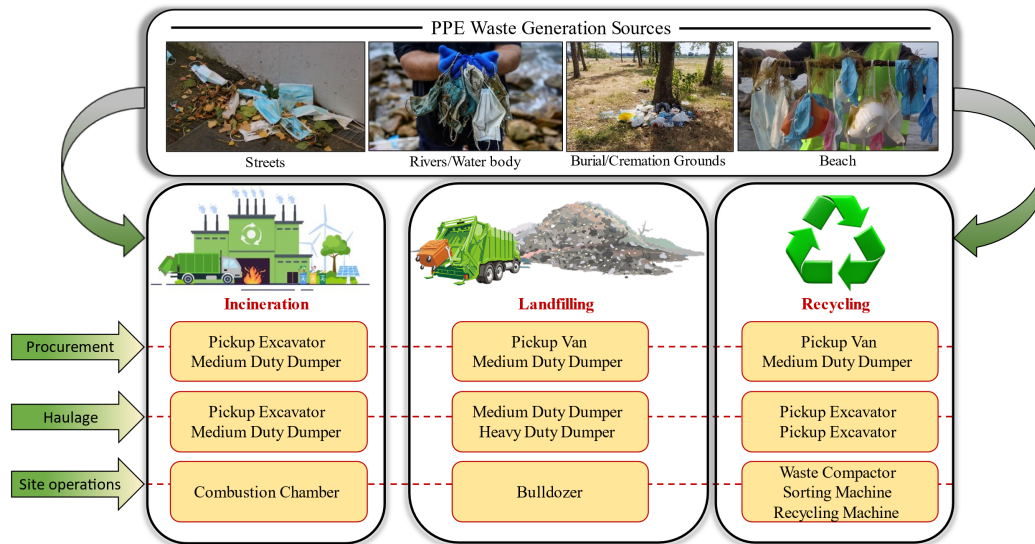 PPE Waste Generation Sources
Streets
Rivers/Water body
Burial/Cremation Grounds
Beach
Incineration
Landfilling
Recycling
Procurement
Pickup Excavator
Medium Duty Dumper
Pickup Van
Medium Duty Dumper
Pickup Van
Medium Duty Dumper
Haulage
Pickup Excavator
Medium Duty Dumper
Medium Duty Dumper
Heavy Duty Dumper
Pickup Excavator
Pickup Excavator
Site operations
Combustion Chamber
Bulldozer
Waste Compactor
Sorting Machine
Recycling Machine